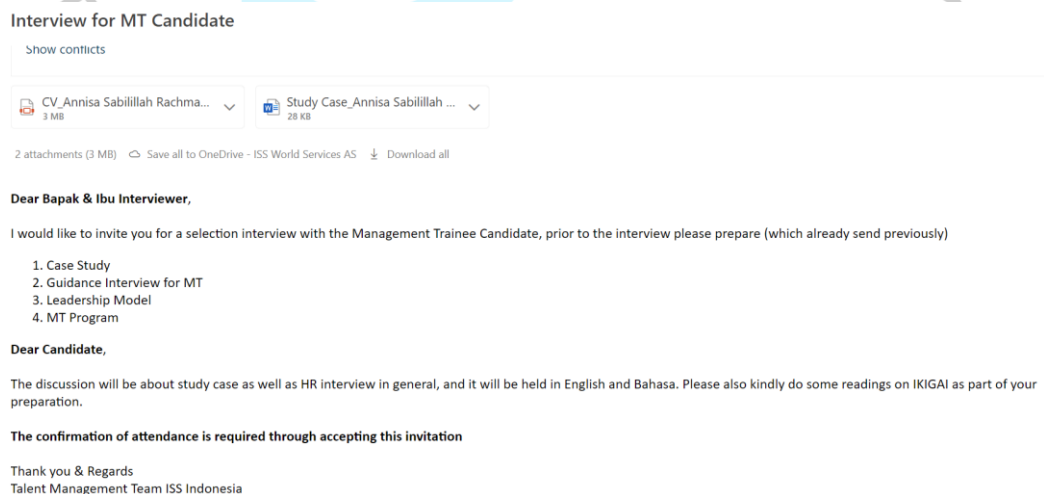 Interview for MT Candidate
Show conflicts
CV_Annisa Sabilillah Rachma...
3 MB
Study Case_Annisa Sabilillah ...
28 KB
2 attachments (3 MB) Save all to OneDrive - ISS World Services AS Download all
Dear Bapak & Ibu Interviewer,
I would like to invite you for a selection interview with the Management Trainee Candidate, prior to the interview please prepare (which already send previously)
1. Case Study
2. Guidance Interview for MT
3. Leadership Model
4. MT Program
Dear Candidate,
The discussion will be about study case as well as HR interview in general, and it will be held in English and Bahasa. Please also kindly do some readings on IKIGAI as part of your
preparation.
The confirmation of attendance is required through accepting this invitation
Thank you & Regards
Talent Management Team ISS Indonesia